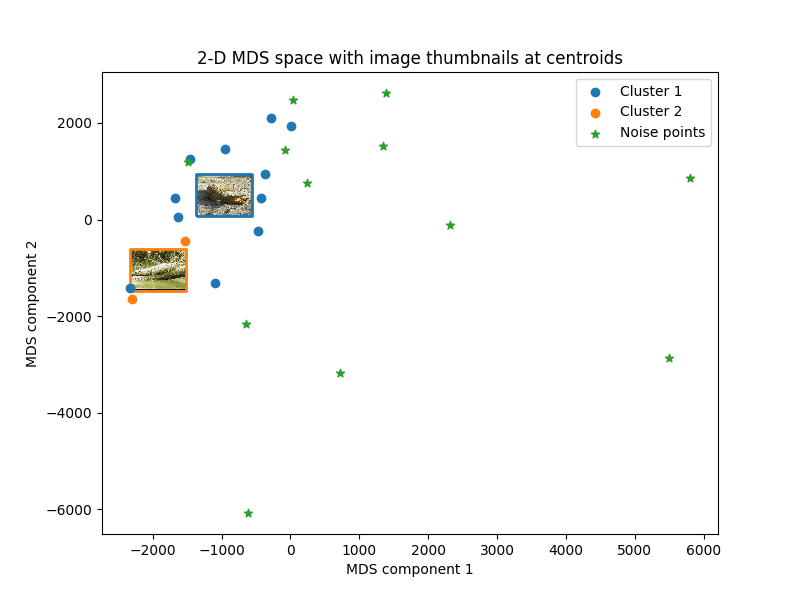 2-D MDS space with image thumbnails at centroids
Cluster 1
Cluster 2
Noise points
MDS component 2
2000
0
−2000
−4000
−6000
−2000 −1000 0 1000 2000 3000 4000 5000 6000
MDS component 1